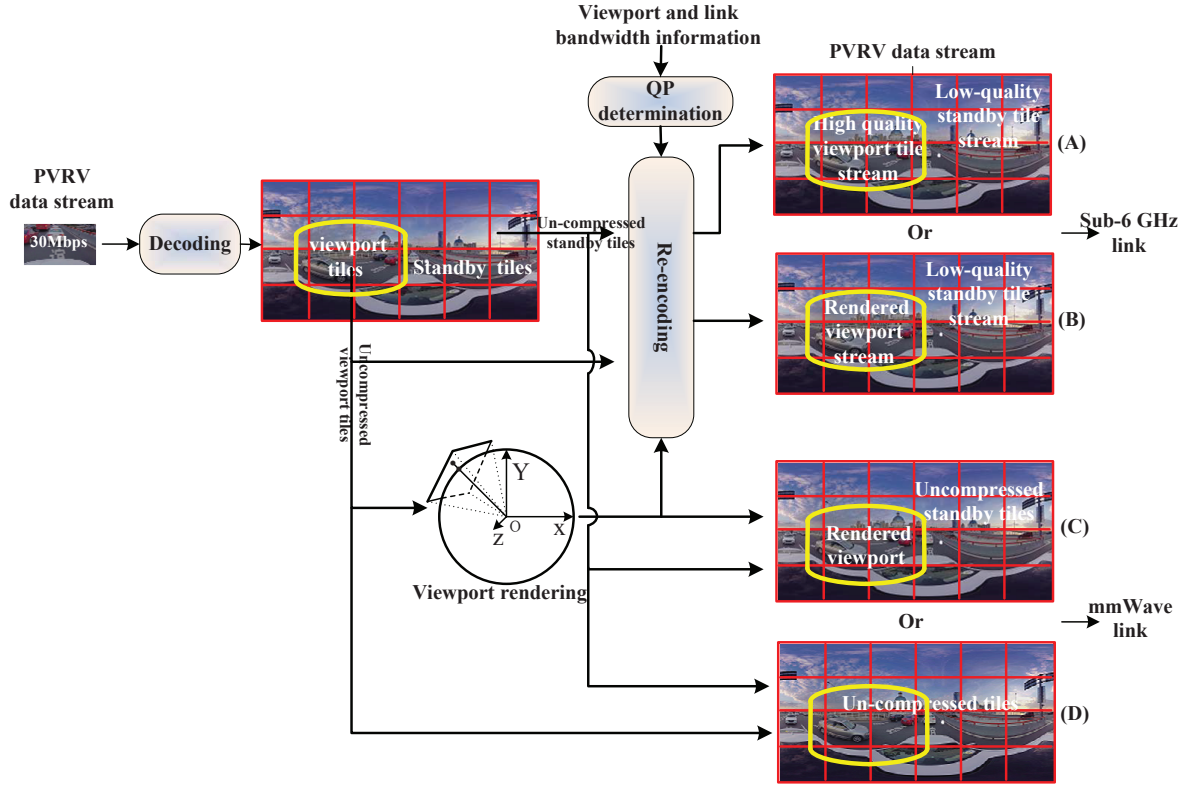 Viewport and link
bandwidth information
QP
determination
PVRV data stream
Low-quality
standby tile
stream
High quality
viewport tile
stream
(A)
PVRV
data stream
30Mbps
Decoding
viewport
tiles
Standby tiles
Un-compressed
standby tiles
Re-encoding
Or
Sub-6 GHz
link
Low-quality
standby tile
stream
Rendered
viewport
stream
(B)
Uncompressed
viewport tiles
Y
O
X
Z
Viewport rendering
Uncompressed
standby tiles
Rendered
viewport
(C)
Or
mmWave
link
Un-compressed tiles
(D)